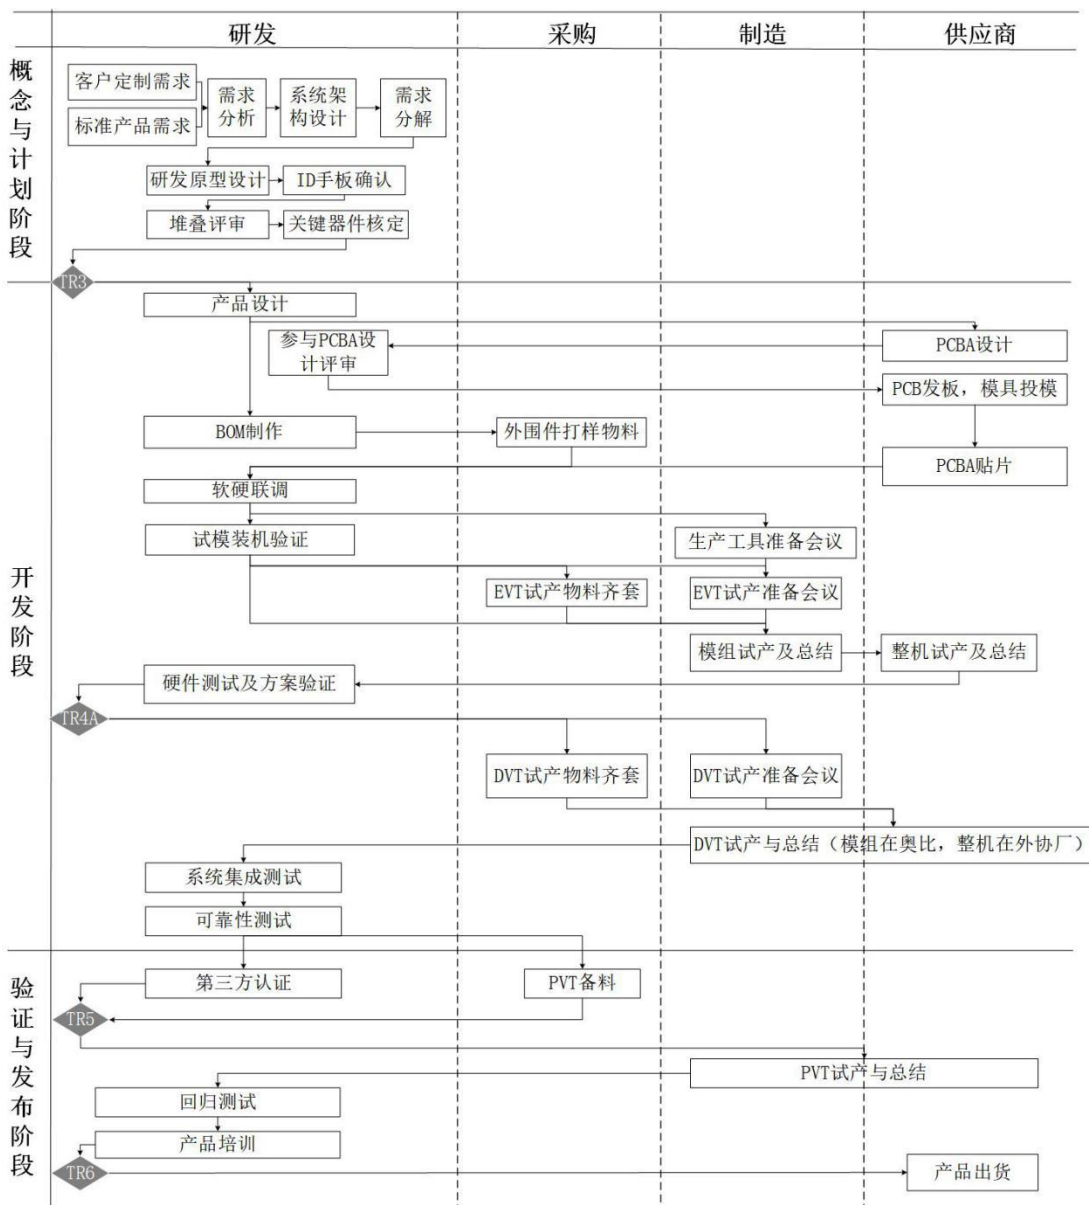 研发
采购
制造
供应商
概念与计划阶段
客户定制需求
标准产品需求
需求
分析
系统架
构设计
需求
分解
研发原型设计
ID手板确认
堆叠评审
关键器件核定
TR3
开发阶段
产品设计
参与PCBA设
计评审
PCBA设计
PCB发板，模具投模
BOM制作
外围件打样物料
PCBA贴片
软硬联调
试模装机验证
生产工具准备会议
EVT试产物料齐套
EVT试产准备会议
模组试产及总结
整机试产及总结
硬件测试及方案验证
TR4A
DVT试产物料齐套
DVT试产准备会议
DVT试产与总结（模组在奥比，整机在外协厂）
系统集成测试
可靠性测试
验证与发布阶段
第三方认证
PVT备料
TR5
PVT试产与总结
回归测试
产品培训
TR6
产品出货